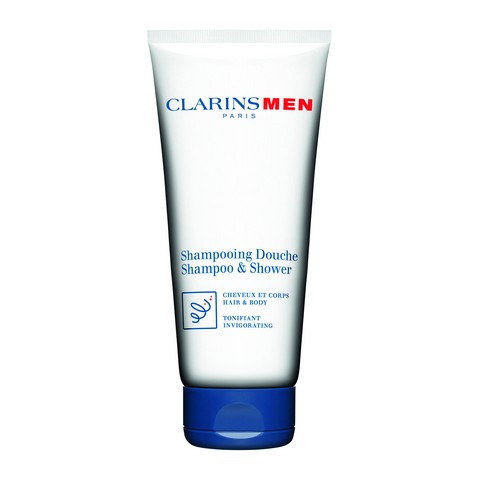 CLARINSMEN
PARIS
Shampooing Douche
Shampoo & Shower
CHEVEUX ET CORPS
HAIR & BODY
TONIFIANT
INVIGORATING